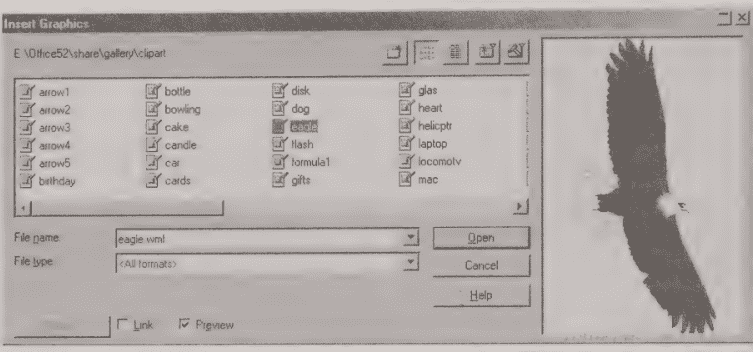 Insert Graphics
E:\Office52\share\gallery\clipart
arrow1
arrow2
arrow3
arrow4
arrow5
birthday
bottle
bowling
cake
candle
car
cards
disk
dog
eagle
flash
formula1
gifts
glas
heart
helicptr
laptop
locomotv
mac
File name
eagle.wmf
Open
File type
<All formats>
Cancel
Help
Link
Preview